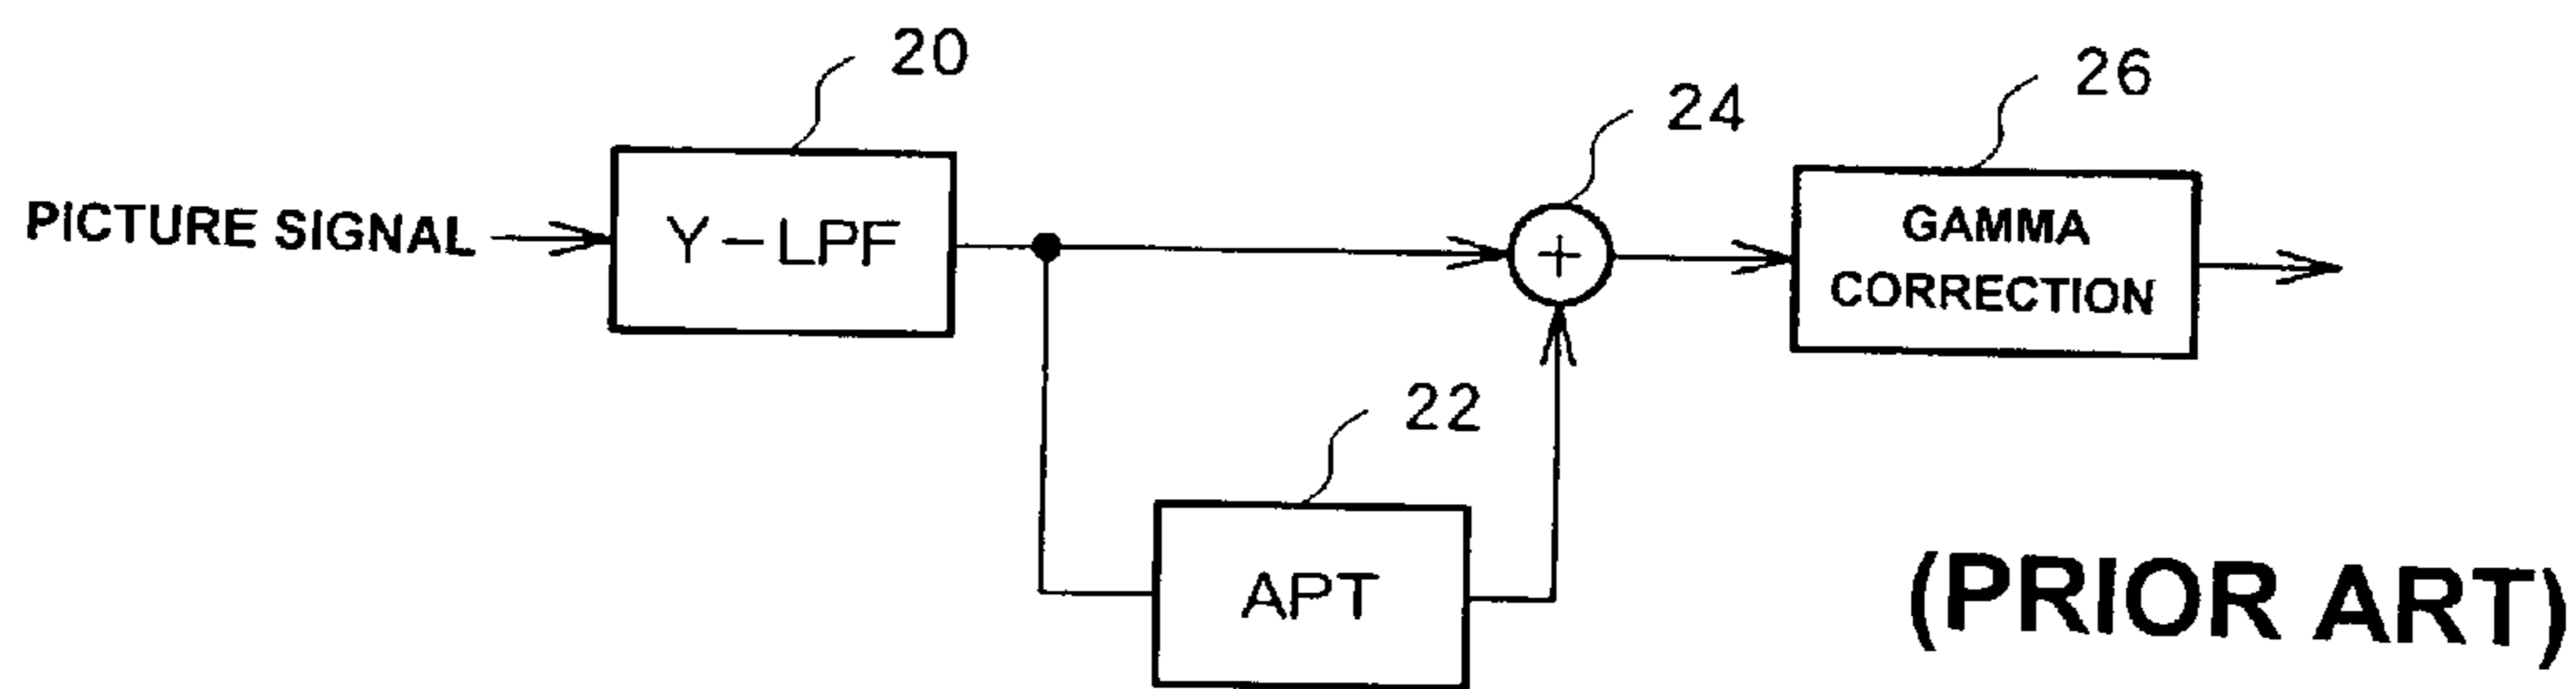 20
26
24
PICTURE SIGNAL
Y-LPF
+
GAMMA
CORRECTION
22
APT
(PRIOR ART)